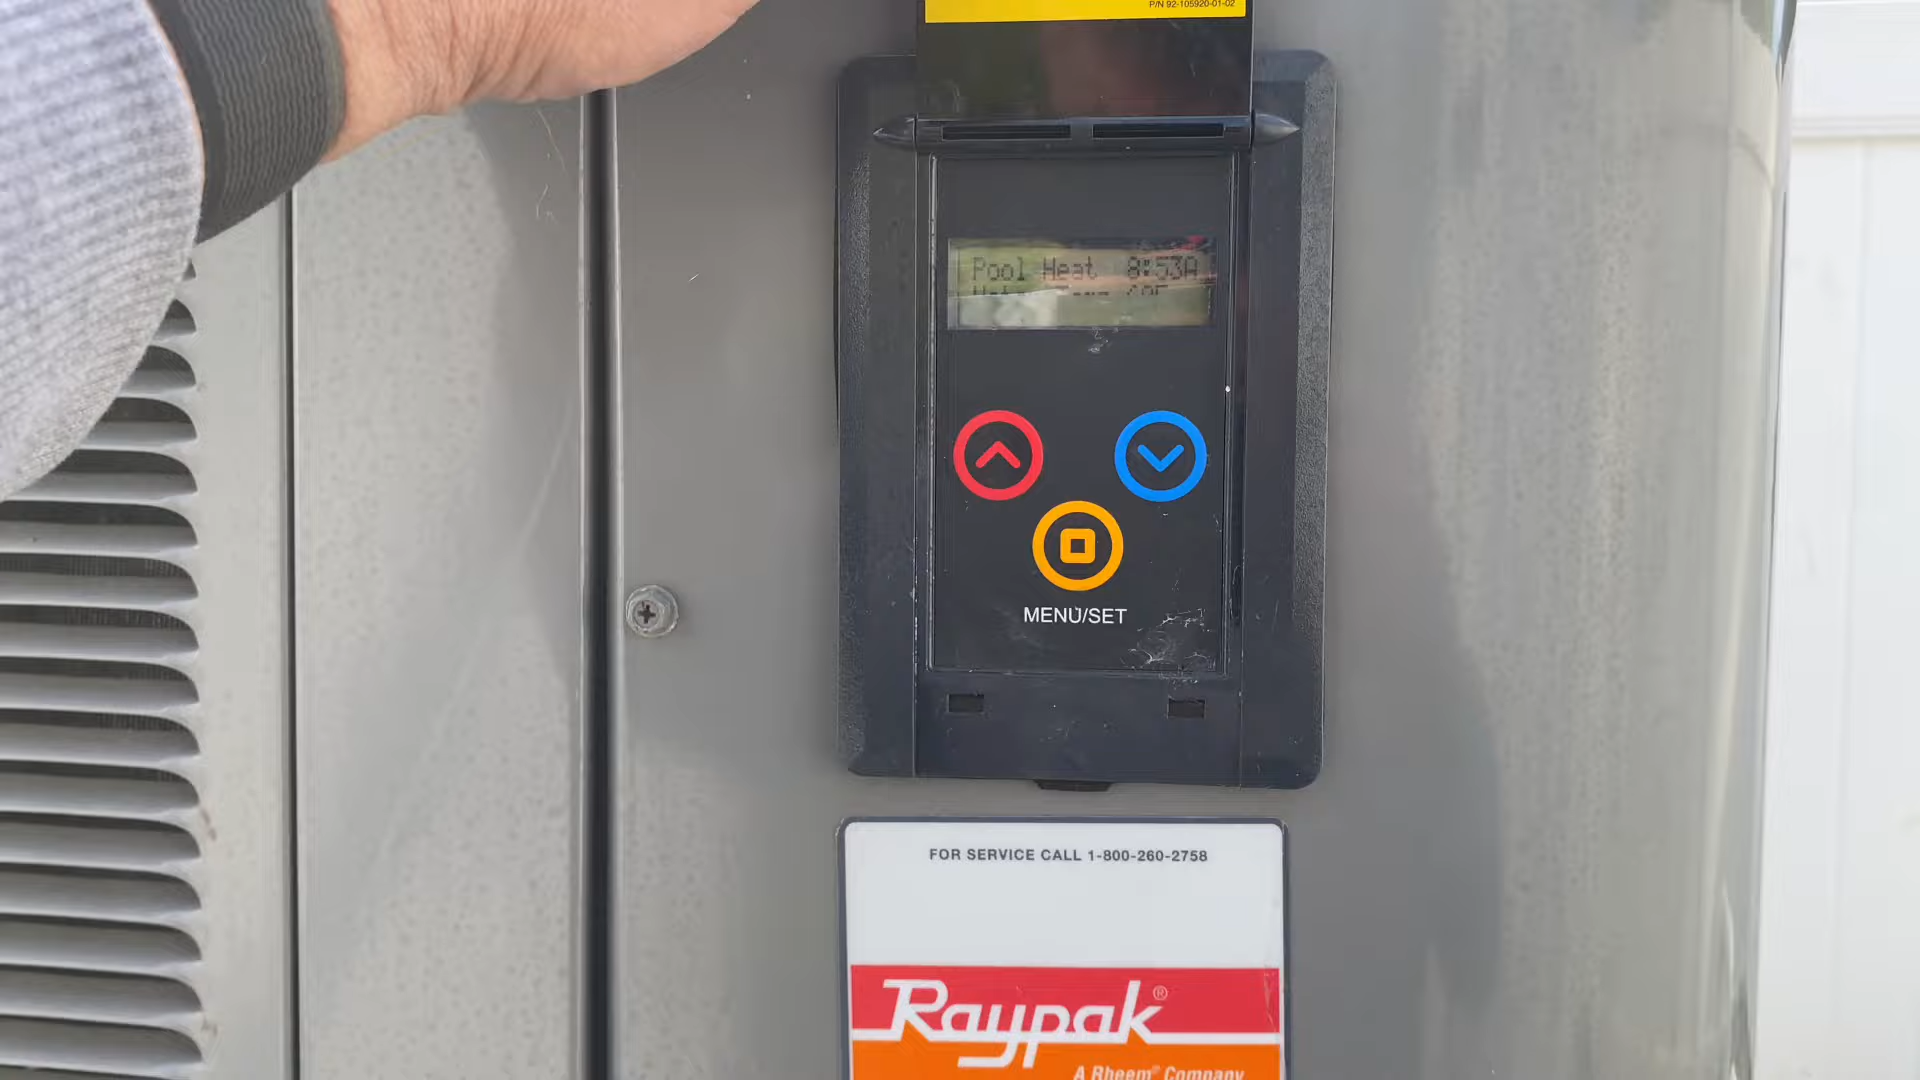 P/N 92-105920-01-02
Pool Heat 8:53A
MENU/SET
FOR SERVICE CALL 1-800-260-2758
Raypak®
A Rheem® Company